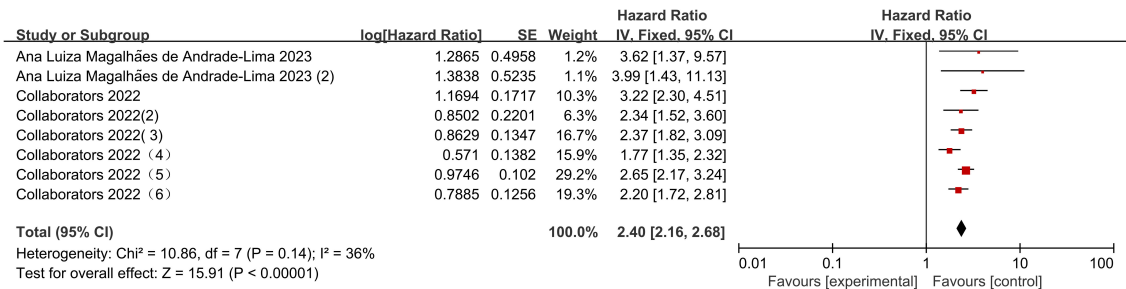 Hazard Ratio Hazard Ratio
Study or Subgroup log[Hazard Ratio] SE Weight IV, Fixed, 95% CI IV, Fixed, 95% CI
Ana Luiza Magalhães de Andrade-Lima 2023 1.2865 0.4958 1.2% 3.62 [1.37, 9.57]
Ana Luiza Magalhães de Andrade-Lima 2023 (2) 1.3838 0.5235 1.1% 3.99 [1.43, 11.13]
Collaborators 2022 1.1694 0.1717 10.3% 3.22 [2.30, 4.51]
Collaborators 2022(2) 0.8502 0.2201 6.3% 2.34 [1.52, 3.60]
Collaborators 2022( 3) 0.8629 0.1347 16.7% 2.37 [1.82, 3.09]
Collaborators 2022（4） 0.571 0.1382 15.9% 1.77 [1.35, 2.32]
Collaborators 2022（5） 0.9746 0.102 29.2% 2.65 [2.17, 3.24]
Collaborators 2022（6） 0.7885 0.1256 19.3% 2.20 [1.72, 2.81]
Total (95% CI) 100.0% 2.40 [2.16, 2.68]
Heterogeneity: Chi² = 10.86, df = 7 (P = 0.14); I² = 36%
Test for overall effect: Z = 15.91 (P < 0.00001)
0.01 0.1 1 10 100
Favours [experimental] Favours [control]